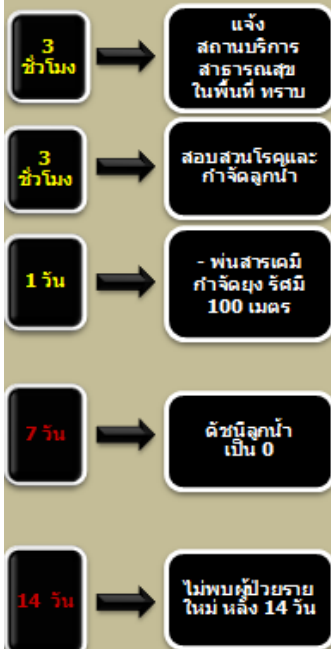 3
ชั่วโมง
แจ้ง
สถานบริการ
สาธารณสุข
ในพื้นที่ ทราบ
3
ชั่วโมง
สอบสวนโรคและ
กำจัดลูกน้ำ
1 วัน
- พ่นสารเคมี
กำจัดยุง รัศมี
100 เมตร
7 วัน
ดัชนีลูกน้ำ
เป็น 0
14 วัน
ไม่พบผู้ป่วยราย
ใหม่ หลัง 14 วัน